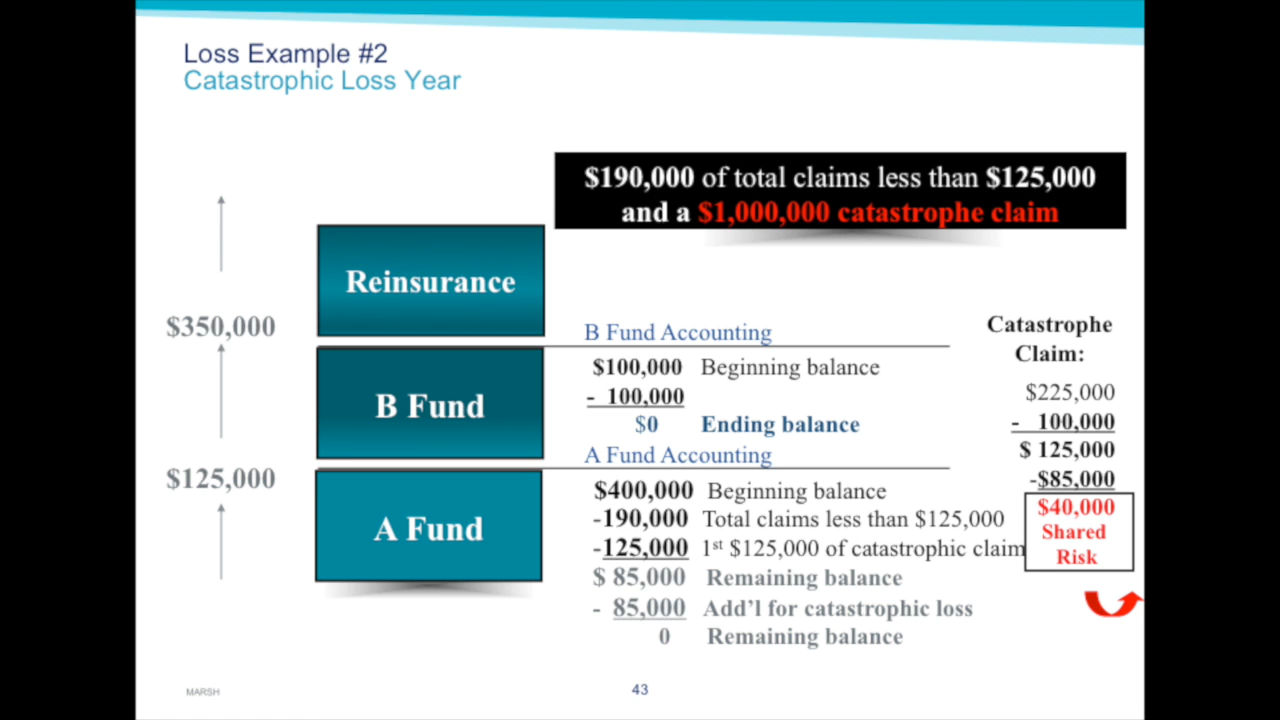 Loss Example #2
Catastrophic Loss Year
$190,000 of total claims less than $125,000
and a $1,000,000 catastrophe claim
Reinsurance
$350,000
B Fund
$125,000
A Fund
B Fund Accounting
$100,000 Beginning balance
- 100,000
$0 Ending balance
A Fund Accounting
$400,000 Beginning balance
-190,000 Total claims less than $125,000
-125,000 1st $125,000 of catastrophic claim
$ 85,000 Remaining balance
- 85,000 Add'l for catastrophic loss
0 Remaining balance
Catastrophe
Claim:
$225,000
- 100,000
$ 125,000
-$85,000
$40,000
Shared
Risk
MARSH
43